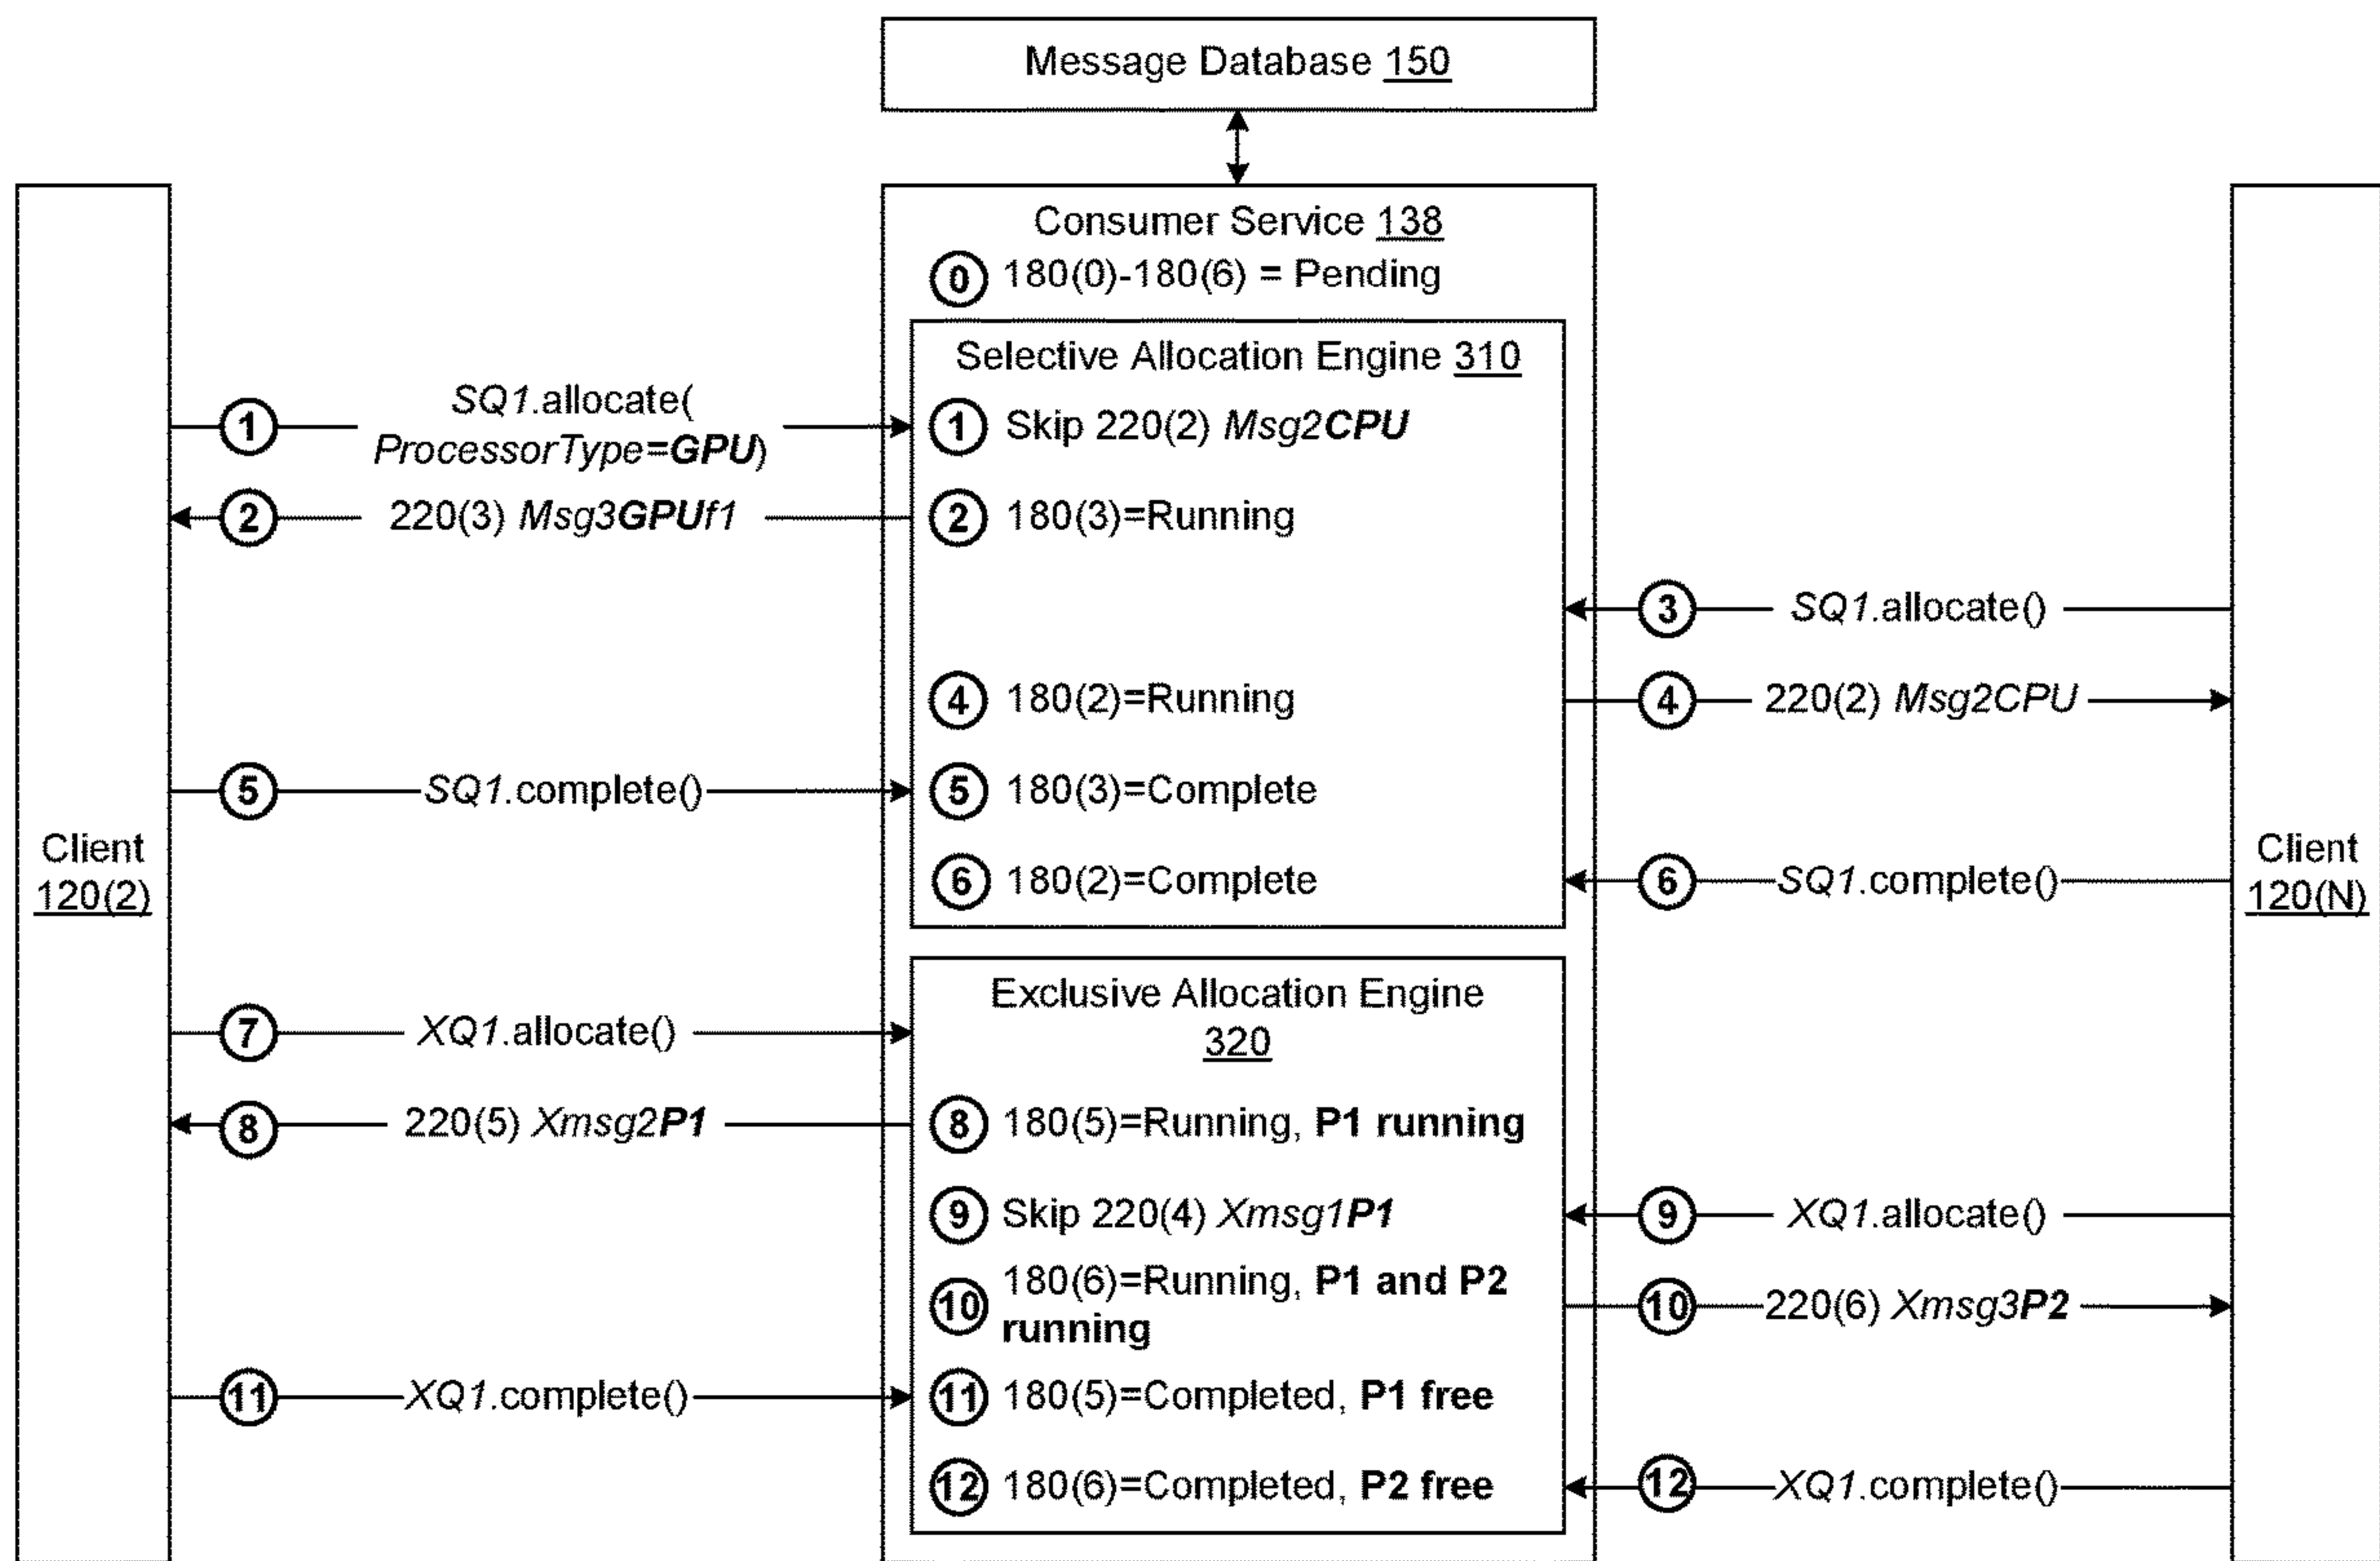 Message Database 150
Consumer Service 138
0 180(0)-180(6) = Pending
Selective Allocation Engine 310
1 SQ1.allocate(
ProcessorType=GPU)
1 Skip 220(2) Msg2CPU
2 220(3) Msg3GPUf1
2 180(3)=Running
3 SQ1.allocate()
4 180(2)=Running
4 220(2) Msg2CPU
5 SQ1.complete()
5 180(3)=Complete
6 180(2)=Complete
6 SQ1.complete()
Client
120(2)
Client
120(N)
Exclusive Allocation Engine
320
7 XQ1.allocate()
8 220(5) Xmsg2P1
8 180(5)=Running, P1 running
9 Skip 220(4) Xmsg1P1
9 XQ1.allocate()
10 180(6)=Running, P1 and P2
running
10 220(6) Xmsg3P2
11 XQ1.complete()
11 180(5)=Completed, P1 free
12 180(6)=Completed, P2 free
12 XQ1.complete()